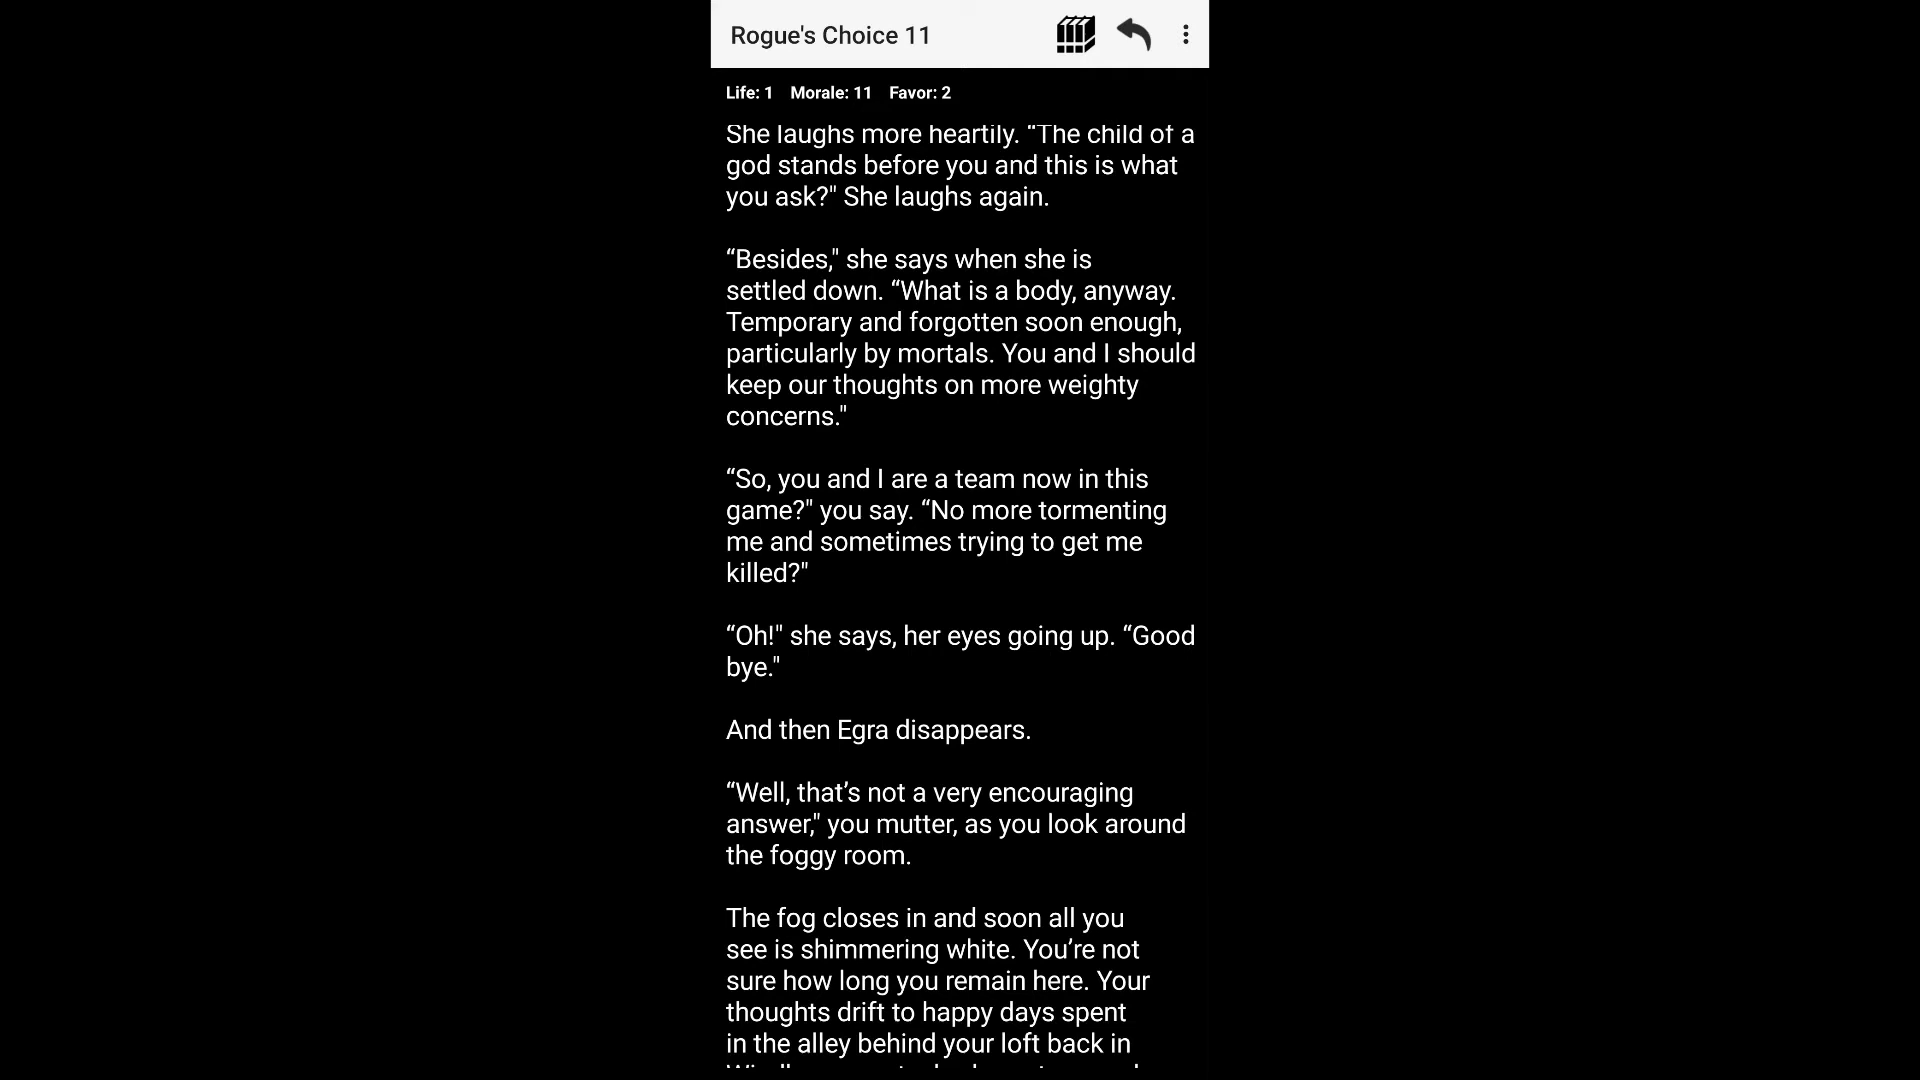 Rogue's Choice 11
Life: 1 Morale: 11 Favor: 2
She laughs more heartily. “The child of a
god stands before you and this is what
you ask?" She laughs again.
“Besides," she says when she is
settled down. “What is a body, anyway.
Temporary and forgotten soon enough,
particularly by mortals. You and I should
keep our thoughts on more weighty
concerns."
“So, you and I are a team now in this
game?" you say. “No more tormenting
me and sometimes trying to get me
killed?"
“Oh!" she says, her eyes going up. “Good
bye."
And then Egra disappears.
“Well, that’s not a very encouraging
answer," you mutter, as you look around
the foggy room.
The fog closes in and soon all you
see is shimmering white. You’re not
sure how long you remain here. Your
thoughts drift to happy days spent
in the alley behind your loft back in